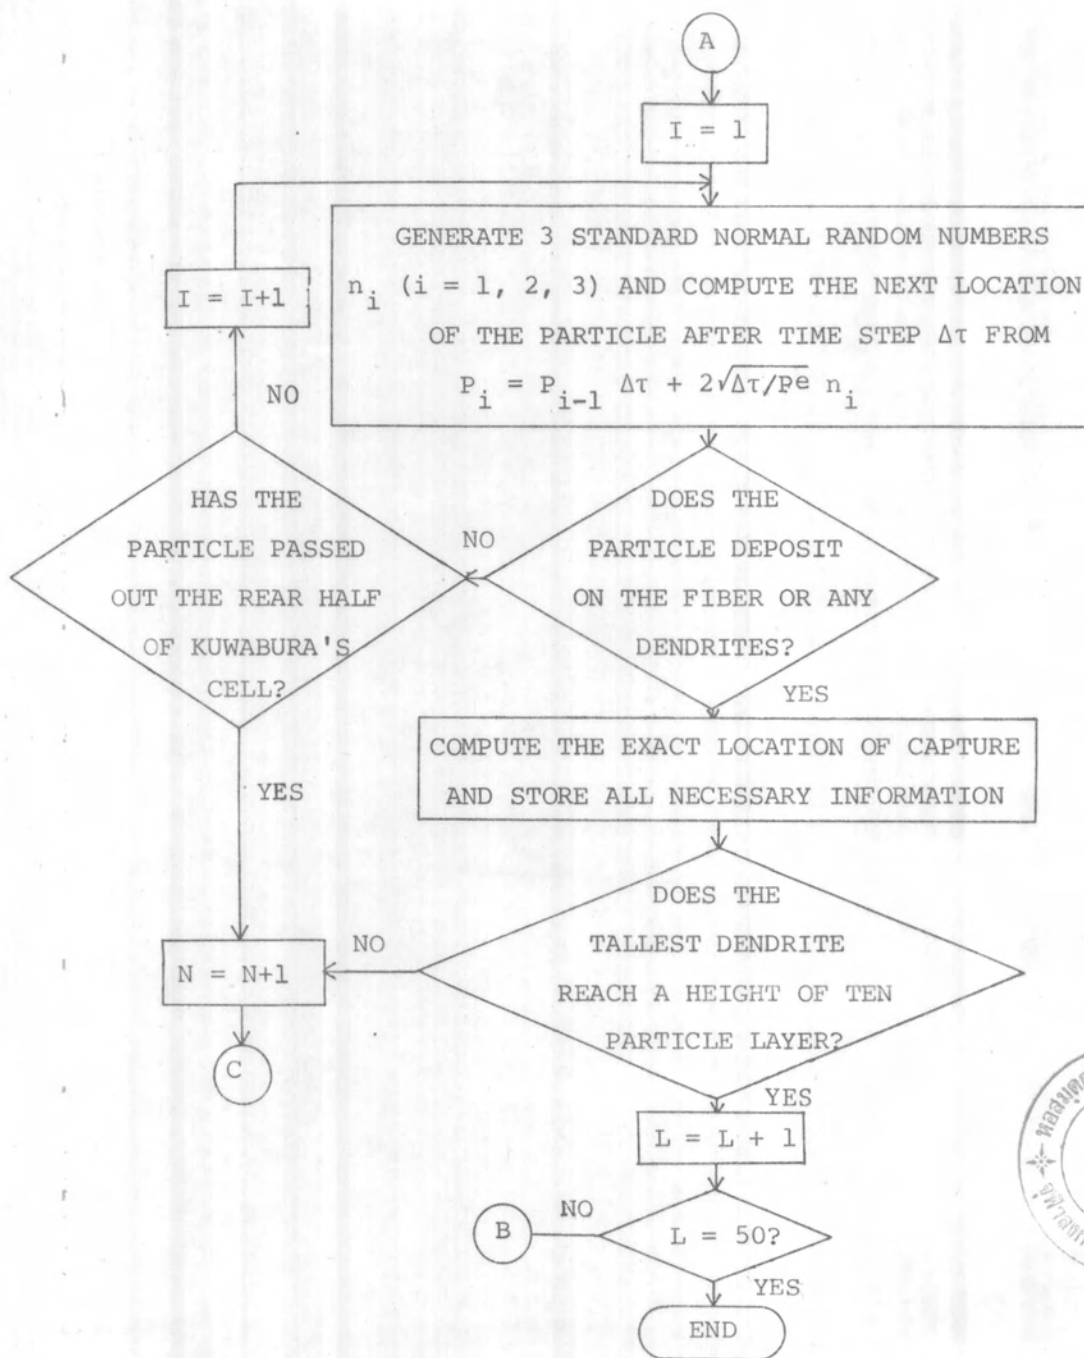 A
I = 1
GENERATE 3 STANDARD NORMAL RANDOM NUMBERS
n_i (i = 1, 2, 3) AND COMPUTE THE NEXT LOCATION
OF THE PARTICLE AFTER TIME STEP Δτ FROM
P_i = P_{i-1} Δτ + 2√Δτ/Pe n_i
I = I+1
NO
HAS THE
PARTICLE PASSED
OUT THE REAR HALF
OF KUWABURA'S
CELL?
NO
DOES THE
PARTICLE DEPOSIT
ON THE FIBER OR ANY
DENDRITES?
YES
YES
COMPUTE THE EXACT LOCATION OF CAPTURE
AND STORE ALL NECESSARY INFORMATION
DOES THE
TALLEST DENDRITE
REACH A HEIGHT OF TEN
PARTICLE LAYER?
NO
N = N+1
C
YES
L = L + 1
L = 50?
NO
B
YES
END